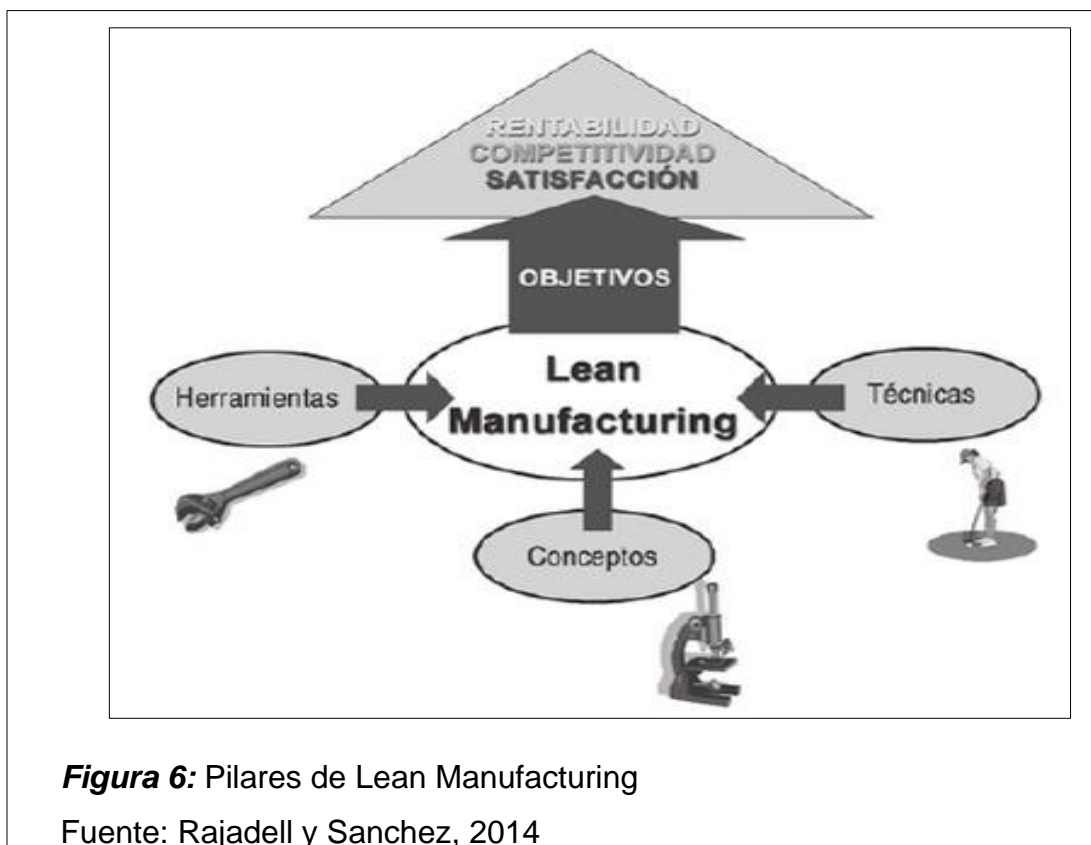 RENTABILIDAD
COMPETITIVIDAD
SATISFACCIÓN
OBJETIVOS
Lean
Manufacturing
Herramientas
Técnicas
Conceptos
Figura 6: Pilares de Lean Manufacturing
Fuente: Rajadell y Sanchez, 2014